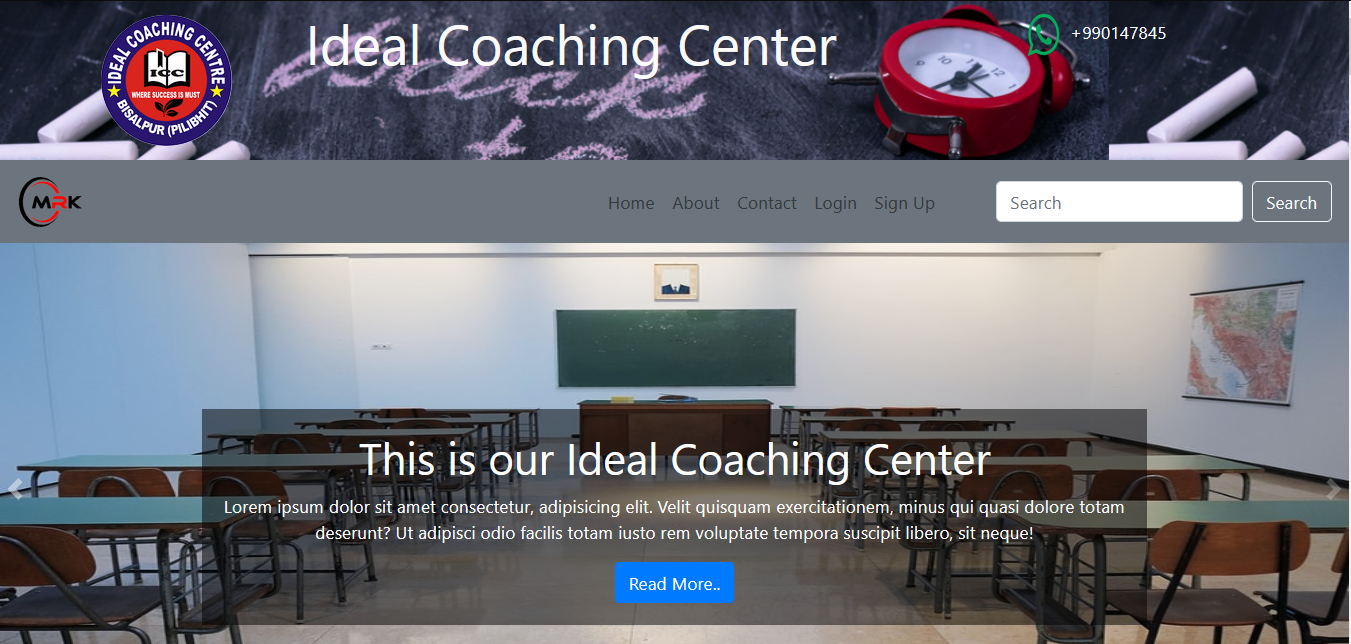 IDEAL COACHING CENTRE
ICC
WHERE SUCCESS IS MUST
BISALPUR (PILIBHIT)
Ideal Coaching Center
+990147845
MRK
Home About Contact Login Sign Up
Search Search
This is our Ideal Coaching Center
Lorem ipsum dolor sit amet consectetur, adipisicing elit. Velit quisquam exercitationem, minus qui quasi dolore totam
deserunt? Ut adipisci odio facilis totam iusto rem voluptate tempora suscipit libero, sit neque!
Read More..